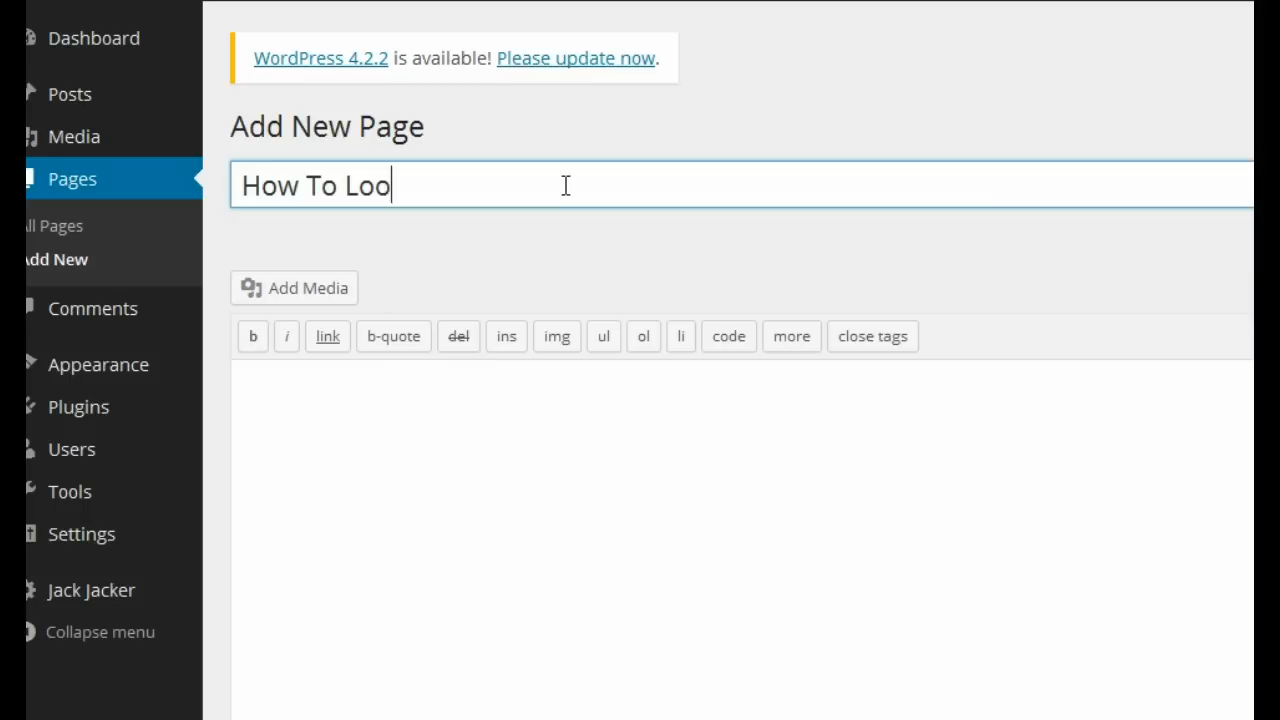 Dashboard
Posts
Media
Pages
All Pages
Add New
Comments
Appearance
Plugins
Users
Tools
Settings
Jack Jacker
Collapse menu
WordPress 4.2.2 is available! Please update now.
Add New Page
How To Loo
Add Media
b i link b-quote del ins img ul ol li code more close tags